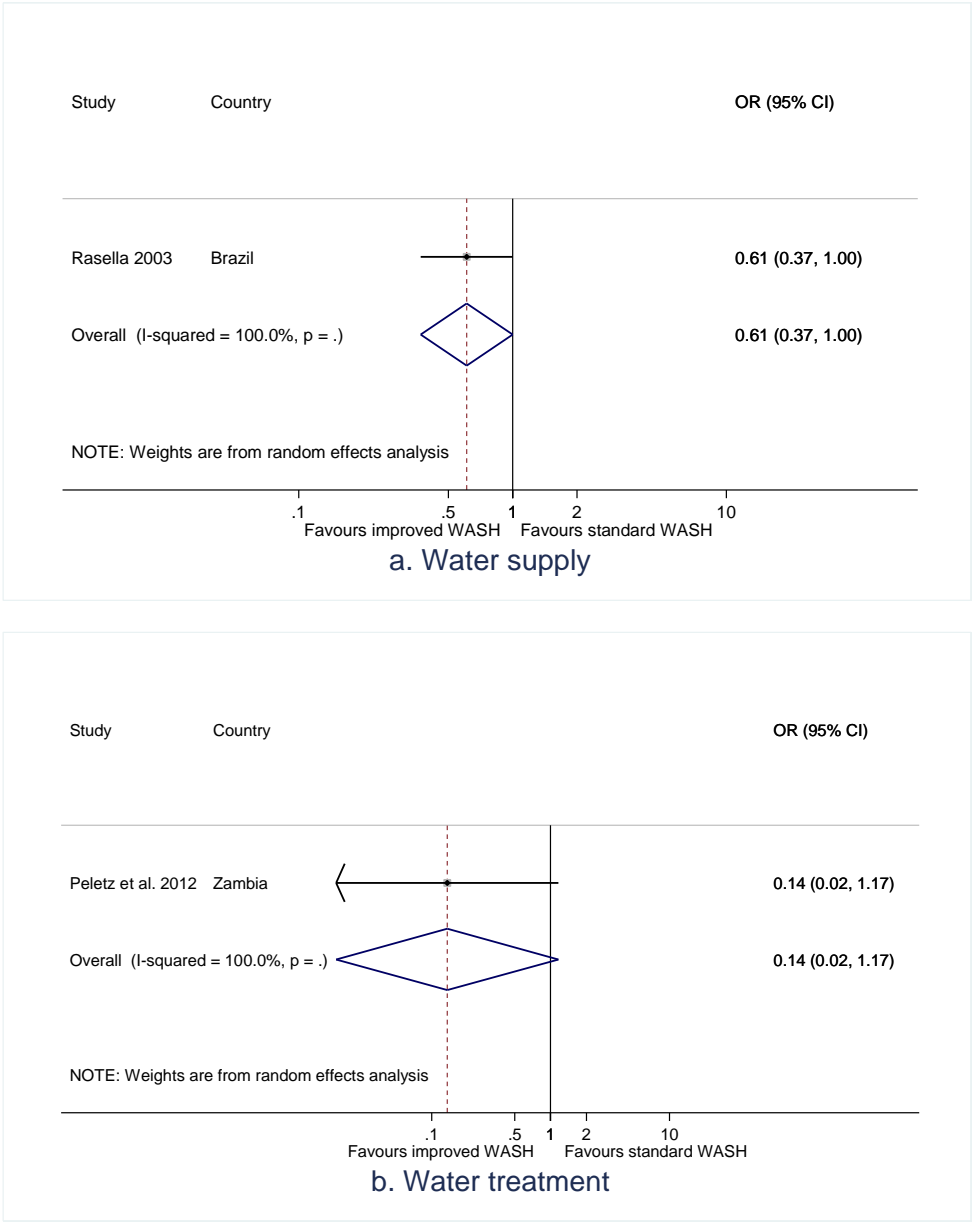 Study Country OR (95% CI)
Rasella 2003 Brazil 0.61 (0.37, 1.00)
Overall (I-squared = 100.0%, p = .) 0.61 (0.37, 1.00)
NOTE: Weights are from random effects analysis
.1 .5 1 2 10
Favours improved WASH Favours standard WASH
a. Water supply
Study Country OR (95% CI)
Peletz et al. 2012 Zambia 0.14 (0.02, 1.17)
Overall (I-squared = 100.0%, p = .) 0.14 (0.02, 1.17)
NOTE: Weights are from random effects analysis
.1 .5 1 2 10
Favours improved WASH Favours standard WASH
b. Water treatment